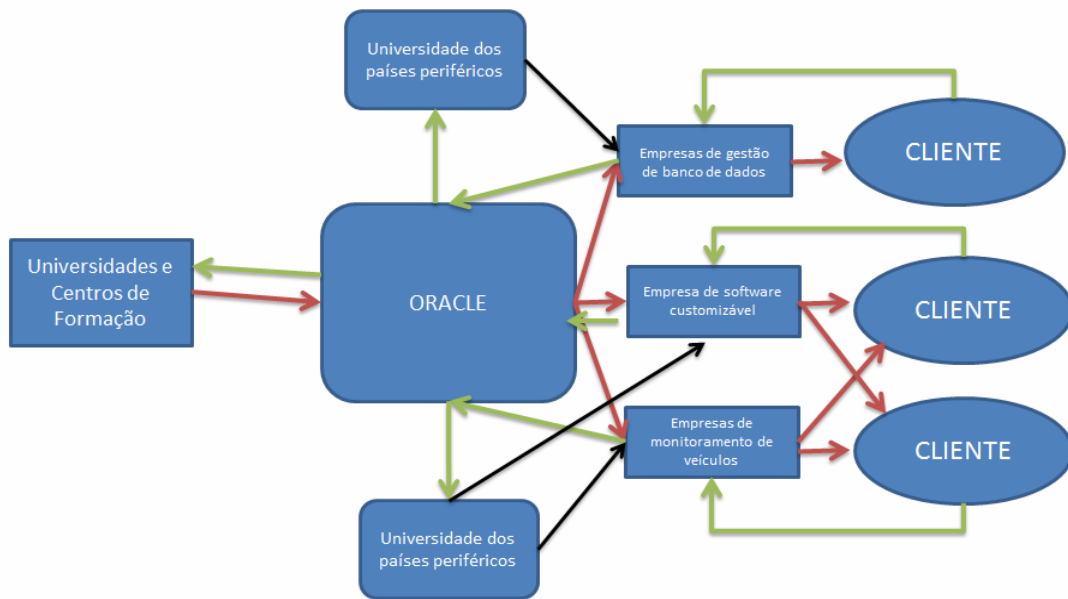 Universidade dos
países periféricos
Empresas de gestão
de banco de dados
CLIENTE
Universidades e
Centros de
Formação
ORACLE
Empresa de software
customizável
CLIENTE
Empresas de
monitoramento de
veículos
CLIENTE
Universidade dos
países periféricos